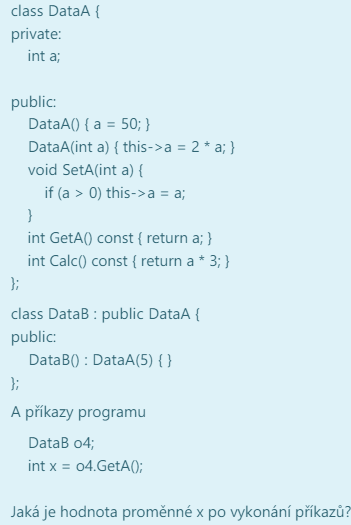 class DataA {
private:
int a;
public:
DataA() { a = 50; }
DataA(int a) { this->a = 2 * a; }
void SetA(int a) {
if (a > 0) this->a = a;
}
int GetA() const { return a; }
int Calc() const { return a * 3; }
};
class DataB : public DataA {
public:
DataB() : DataA(5) { }
};
A příkazy programu
DataB o4;
int x = o4.GetA();
Jaká je hodnota proměnné x po vykonání příkazů?